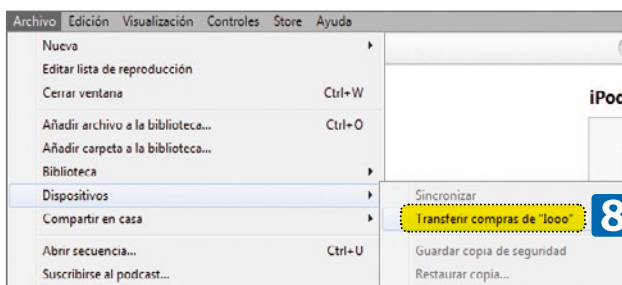 Archivo Edición Visualización Controles Store Ayuda
Nueva
Editar lista de reproducción
Cerrar ventana Ctrl+W
iPod
Añadir archivo a la biblioteca... Ctrl+O
Añadir carpeta a la biblioteca...
Biblioteca
Dispositivos
Sincronizar
Compartir en casa
Transferir compras de "looo"
8
Abrir secuencia... Ctrl+U
Guardar copia de seguridad
Suscribirse al podcast...
Restaurar copia...